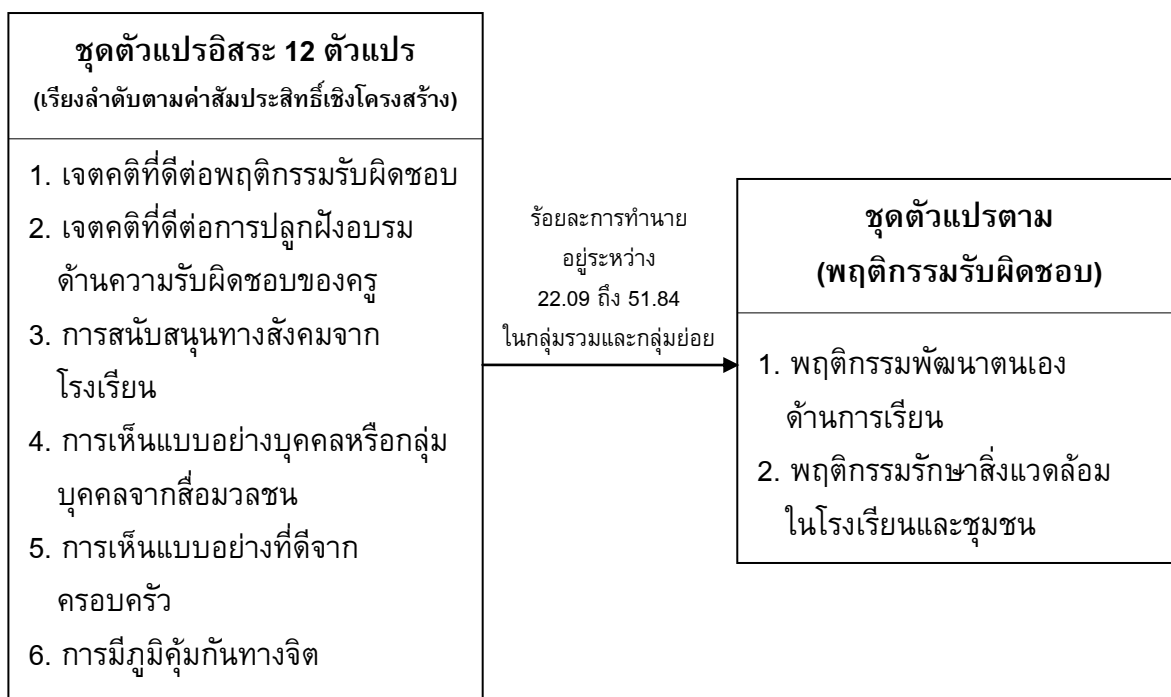 ชุดตัวแปรอิสระ 12 ตัวแปร
(เรียงลำดับตามค่าสัมประสิทธิ์เชิงโครงสร้าง)
1. เจตคติที่ดีต่อพฤติกรรมรับผิดชอบ
2. เจตคติที่ดีต่อการปลูกฝังอบรม
ด้านความรับผิดชอบของครู
3. การสนับสนุนทางสังคมจาก
โรงเรียน
4. การเห็นแบบอย่างบุคคลหรือกลุ่ม
บุคคลจากสื่อมวลชน
5. การเห็นแบบอย่างที่ดีจาก
ครอบครัว
6. การมีภูมิคุ้มกันทางจิต
ร้อยละการทำนาย
อยู่ระหว่าง
22.09 ถึง 51.84
ในกลุ่มรวมและกลุ่มย่อย
ชุดตัวแปรตาม
(พฤติกรรมรับผิดชอบ)
1. พฤติกรรมพัฒนาตนเอง
ด้านการเรียน
2. พฤติกรรมรักษาสิ่งแวดล้อม
ในโรงเรียนและชุมชน